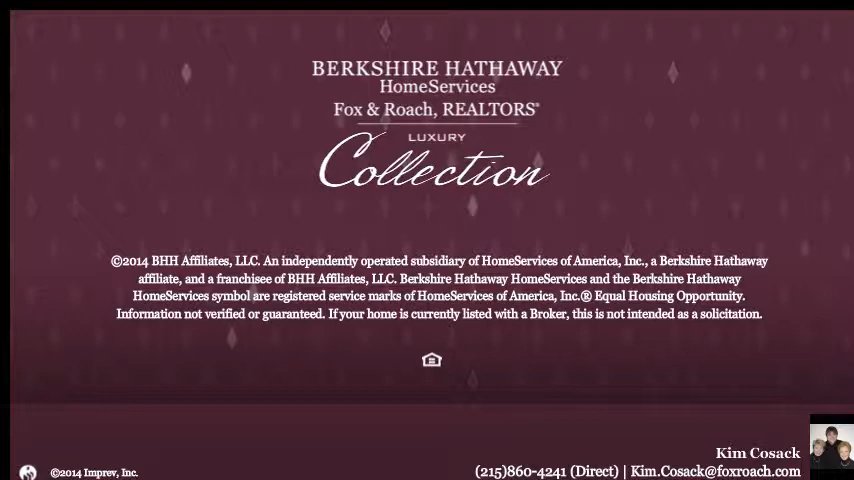 BERKSHIRE HATHAWAY
HomeServices
Fox & Roach, REALTORS®
LUXURY
Collection
©2014 BHH Affiliates, LLC. An independently operated subsidiary of HomeServices of America, Inc., a Berkshire Hathaway
affiliate, and a franchisee of BHH Affiliates, LLC. Berkshire Hathaway HomeServices and the Berkshire Hathaway
HomeServices symbol are registered service marks of HomeServices of America, Inc.® Equal Housing Opportunity.
Information not verified or guaranteed. If your home is currently listed with a Broker, this is not intended as a solicitation.
Kim Cosack
(215)860-4241 (Direct) | Kim.Cosack@foxroach.com
©2014 Imprev, Inc.